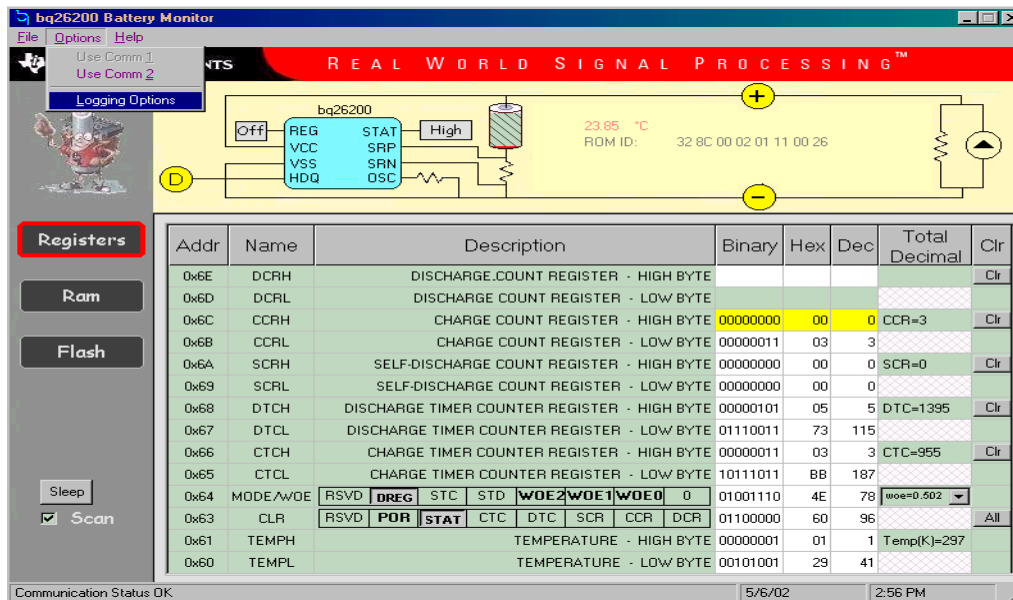 bq26200 Battery Monitor
File Options Help
Use Comm 1
Use Comm 2
Logging Options
NTS
REAL WORLD SIGNAL PROCESSING™
bq26200
Off REG STAT High
VCC SRP
VSS SRN
HDQ OSC
D
+
−
23.85 °C
ROM ID: 32 8C 00 02 01 11 00 26
Registers
Ram
Flash
Sleep
Scan
Addr Name Description Binary Hex Dec Total Decimal Clr
0x6E DCRH DISCHARGE.COUNT REGISTER - HIGH BYTE Clr
0x6D DCRL DISCHARGE COUNT REGISTER - LOW BYTE
0x6C CCRH CHARGE COUNT REGISTER - HIGH BYTE 00000000 00 0 CCR=3 Clr
0x6B CCRL CHARGE COUNT REGISTER - LOW BYTE 00000011 03 3
0x6A SCRH SELF-DISCHARGE COUNT REGISTER - HIGH BYTE 00000000 00 0 SCR=0 Clr
0x69 SCRL SELF-DISCHARGE COUNT REGISTER - LOW BYTE 00000000 00 0
0x68 DTCH DISCHARGE TIMER COUNTER REGISTER - HIGH BYTE 00000101 05 5 DTC=1395 Clr
0x67 DTCL DISCHARGE TIMER COUNTER REGISTER - LOW BYTE 01110011 73 115
0x66 CTCH CHARGE TIMER COUNTER REGISTER - HIGH BYTE 00000011 03 3 CTC=955 Clr
0x65 CTCL CHARGE TIMER COUNTER REGISTER - LOW BYTE 10111011 BB 187
0x64 MODE/WOE RSVD DREG STC STD WOE2 WOE1 WOE0 0 01001110 4E 78 woe=0.502
0x63 CLR RSVD POR STAT CTC DTC SCR CCR DCR 01100000 60 96 All
0x61 TEMPH TEMPERATURE - HIGH BYTE 00000001 01 1 Temp(K)=297
0x60 TEMPL TEMPERATURE - LOW BYTE 00101001 29 41
Communication Status OK 5/6/02 2:56 PM